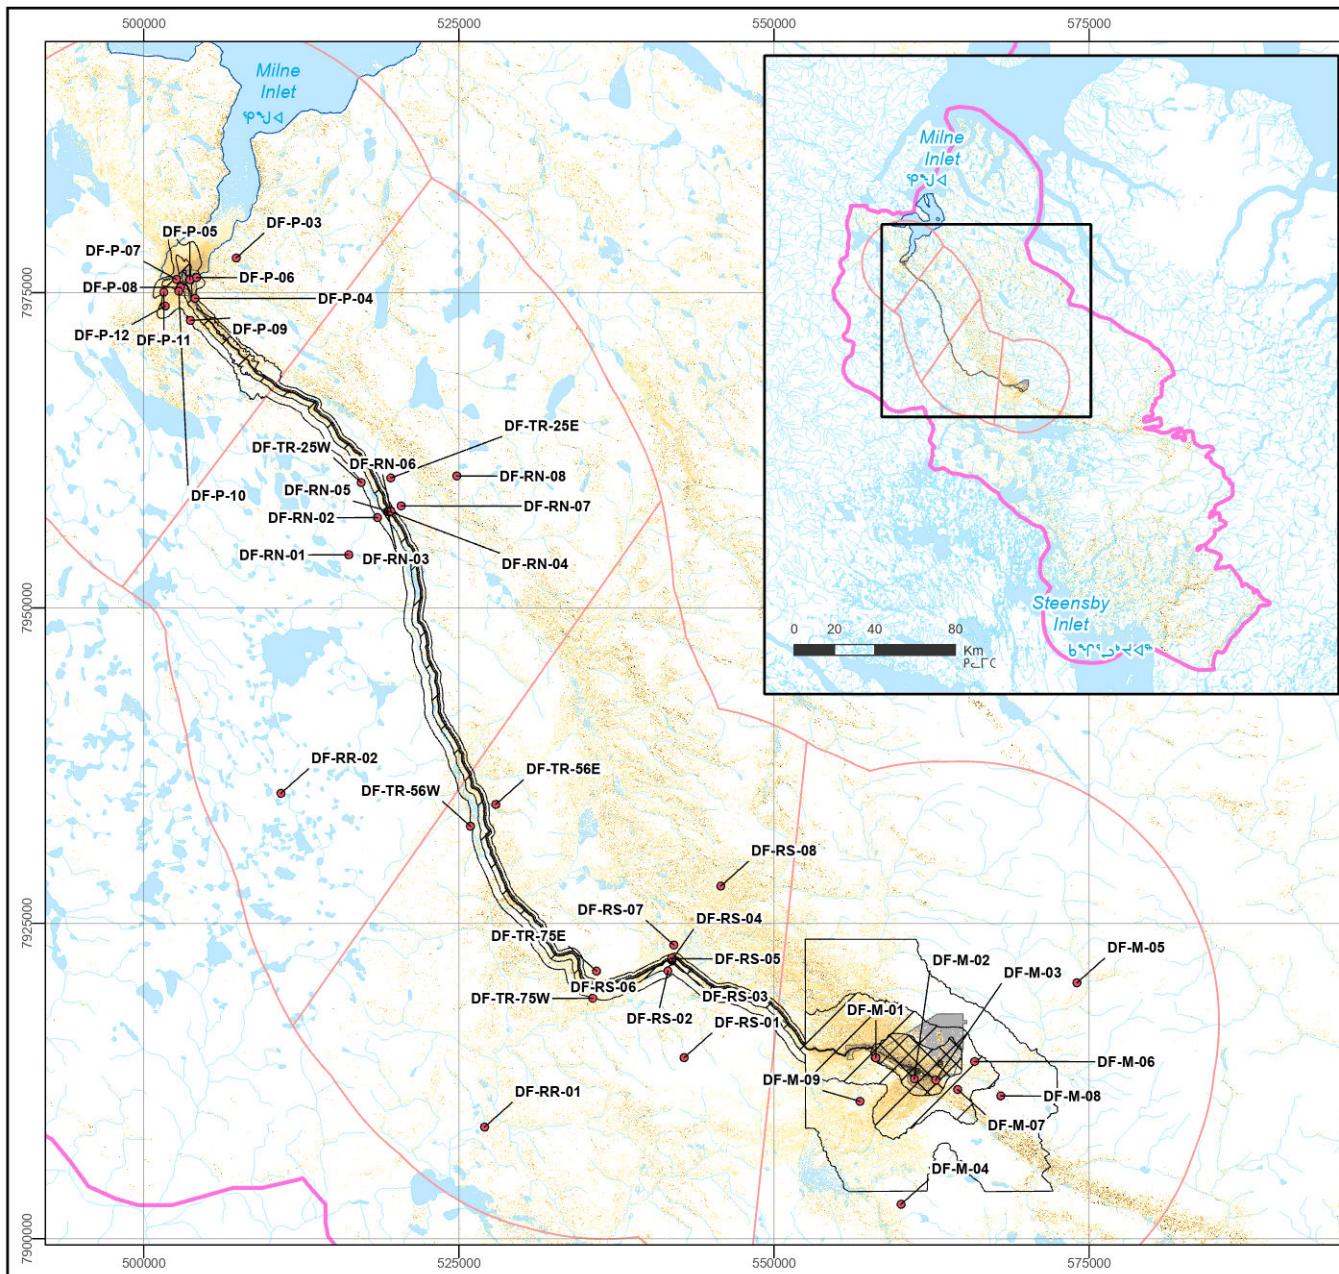 500000
525000
550000
575000
Milne
Inlet
ᕿᖕᒍᐊ
Milne
Inlet
ᕿᖕᒍᐊ
DF-P-03
DF-P-05
DF-P-07
DF-P-06
DF-P-08
DF-P-04
DF-P-12
DF-P-11
DF-P-09
DF-P-10
7975000
DF-TR-25E
DF-TR-25W
DF-RN-06
DF-RN-08
DF-RN-05
DF-RN-07
DF-RN-02
DF-RN-01
DF-RN-03
DF-RN-04
7950000
Steensby
Inlet
0 20 40 80
Km
ᑭᓚᒥᑕ
DF-RR-02
DF-TR-56E
DF-TR-56W
DF-RS-08
DF-RS-07
DF-RS-04
DF-TR-75E
DF-RS-05
DF-RS-06
DF-TR-75W
DF-RS-03
DF-RS-02
DF-RS-01
7925000
DF-M-02
DF-M-03
DF-M-05
DF-M-01
DF-M-09
DF-M-06
DF-M-08
DF-M-07
DF-RR-01
DF-M-04
7900000
500000
525000
550000
575000